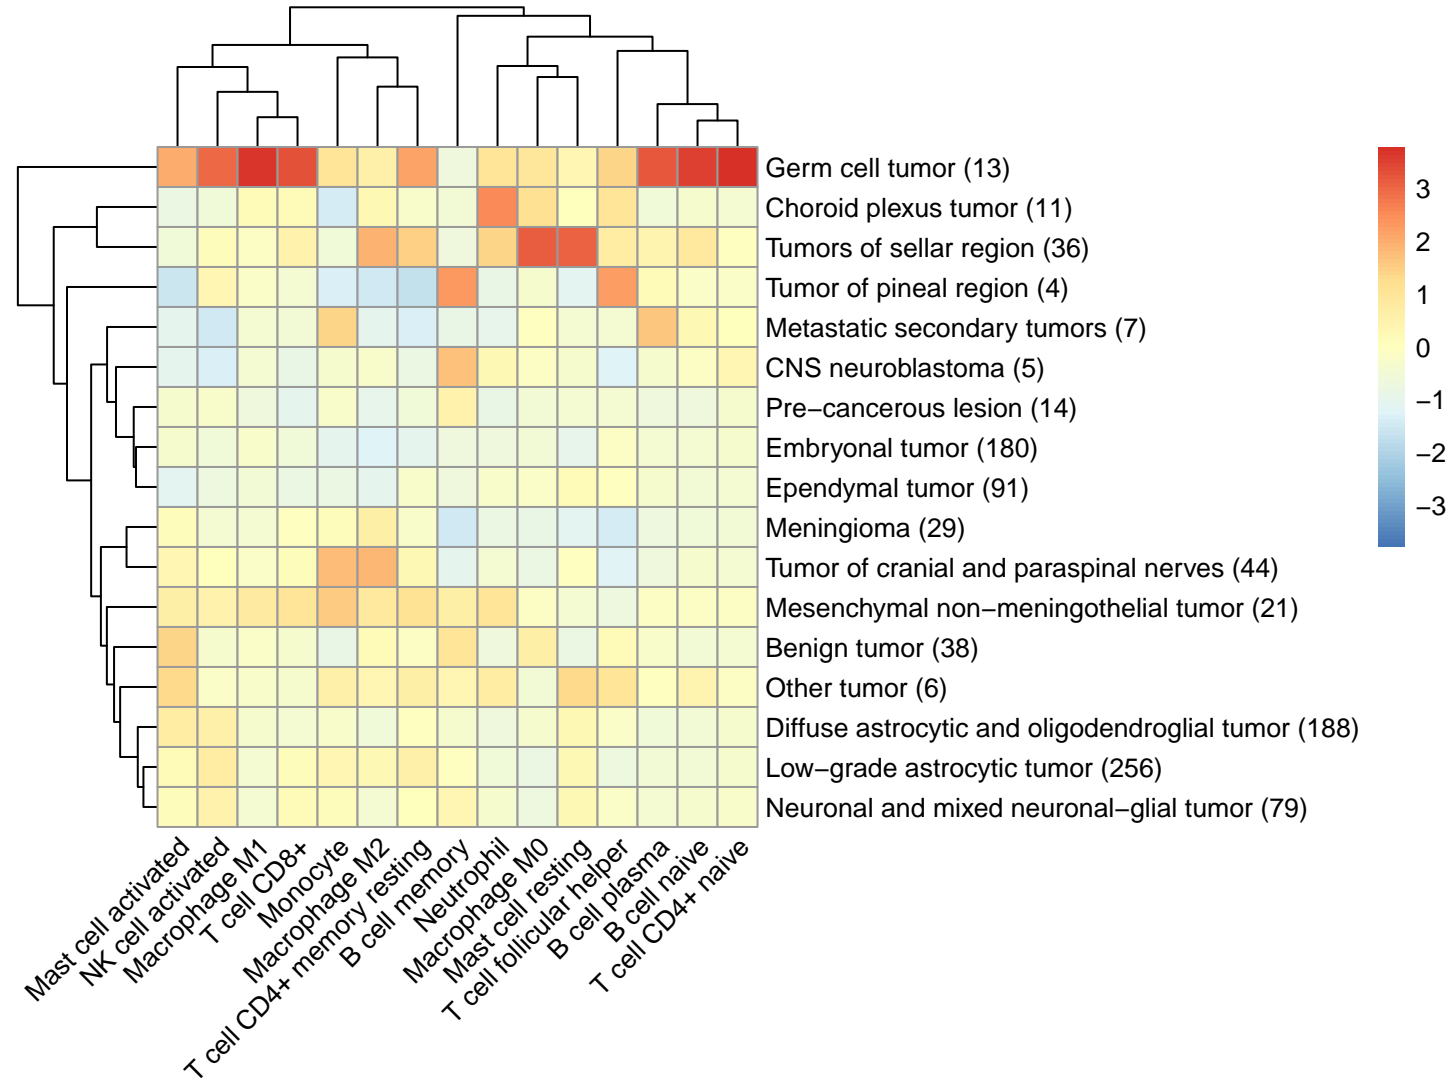 Germ cell tumor (13)
Choroid plexus tumor (11)
Tumors of sellar region (36)
Tumor of pineal region (4)
Metastatic secondary tumors (7)
CNS neuroblastoma (5)
Pre−cancerous lesion (14)
Embryonal tumor (180)
Ependymal tumor (91)
Meningioma (29)
Tumor of cranial and paraspinal nerves (44)
Mesenchymal non−meningothelial tumor (21)
Benign tumor (38)
Other tumor (6)
Diffuse astrocytic and oligodendroglial tumor (188)
Low−grade astrocytic tumor (256)
Neuronal and mixed neuronal−glial tumor (79)
3
2
1
0
−1
−2
−3
Mast cell activated
NK cell activated
Macrophage M1
T cell CD8+
Monocyte
Macrophage M2
T cell CD4+ memory resting
B cell memory
Neutrophil
Macrophage M0
Mast cell resting
T cell follicular helper
B cell plasma
B cell naive
T cell CD4+ naive